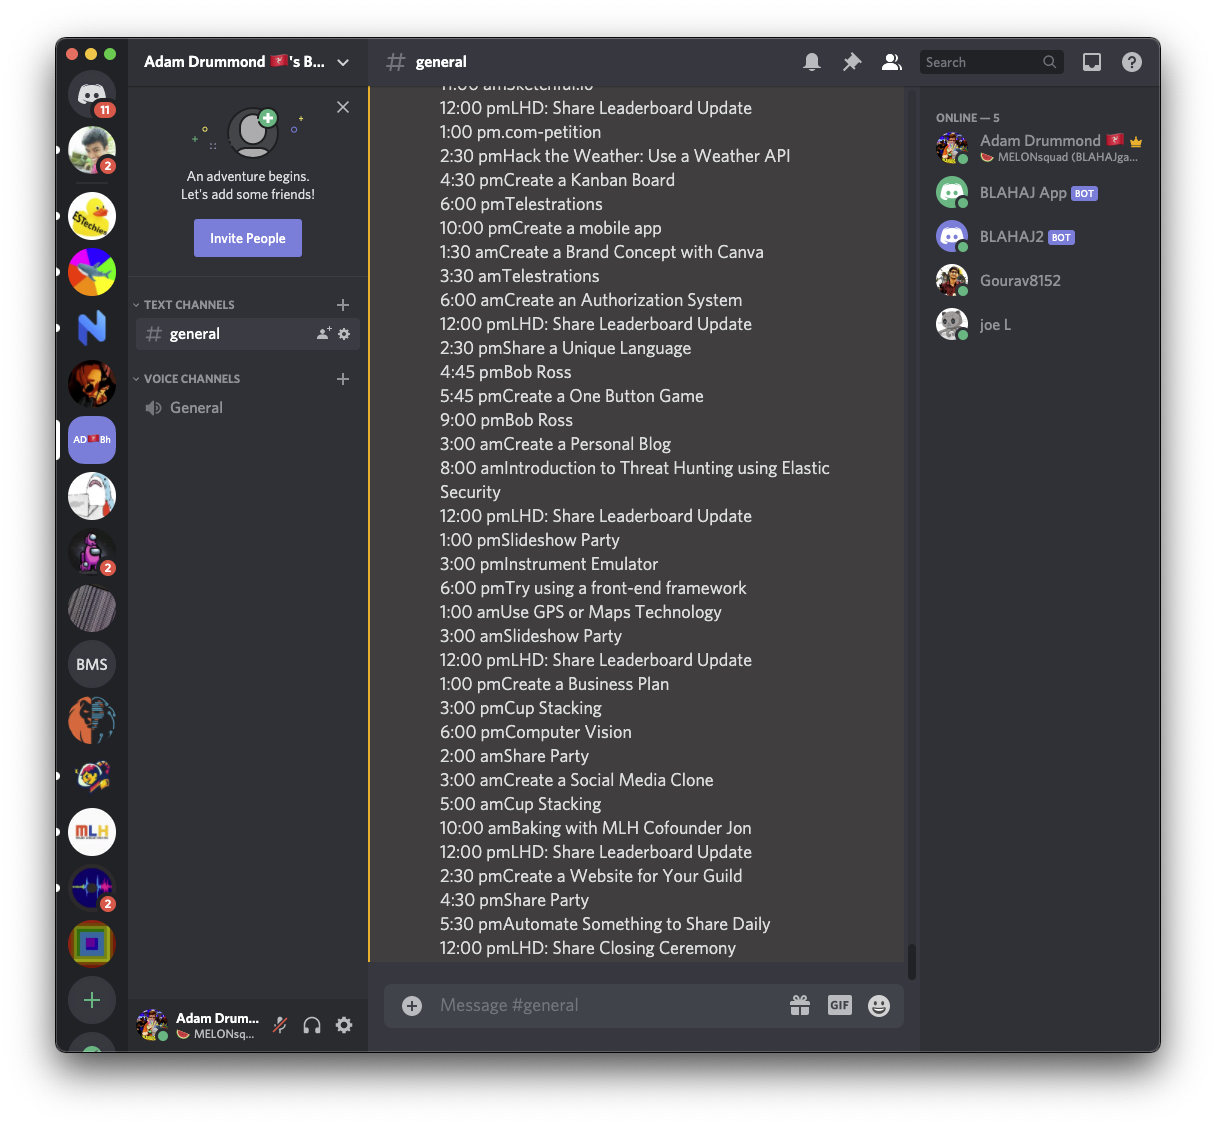 11
2
ESTechies
AD🇻🇳Bh
2
BMS
MLH
2
Adam Drummond 's B...
An adventure begins.
Let's add some friends!
Invite People
TEXT CHANNELS
# general
VOICE CHANNELS
General
Adam Drum...
MELONsq...
# general
Search
12:00 pmLHD: Share Leaderboard Update
1:00 pm.com-petition
2:30 pmHack the Weather: Use a Weather API
4:30 pmCreate a Kanban Board
6:00 pmTelestrations
10:00 pmCreate a mobile app
1:30 amCreate a Brand Concept with Canva
3:30 amTelestrations
6:00 amCreate an Authorization System
12:00 pmLHD: Share Leaderboard Update
2:30 pmShare a Unique Language
4:45 pmBob Ross
5:45 pmCreate a One Button Game
9:00 pmBob Ross
3:00 amCreate a Personal Blog
8:00 amIntroduction to Threat Hunting using Elastic
Security
12:00 pmLHD: Share Leaderboard Update
1:00 pmSlideshow Party
3:00 pmInstrument Emulator
6:00 pmTry using a front-end framework
1:00 amUse GPS or Maps Technology
3:00 amSlideshow Party
12:00 pmLHD: Share Leaderboard Update
1:00 pmCreate a Business Plan
3:00 pmCup Stacking
6:00 pmComputer Vision
2:00 amShare Party
3:00 amCreate a Social Media Clone
5:00 amCup Stacking
10:00 amBaking with MLH Cofounder Jon
12:00 pmLHD: Share Leaderboard Update
2:30 pmCreate a Website for Your Guild
4:30 pmShare Party
5:30 pmAutomate Something to Share Daily
12:00 pmLHD: Share Closing Ceremony
Message #general
GIF
ONLINE — 5
Adam Drummond
MELONsquad (BLAHAJga...
BLAHAJ App BOT
BLAHAJ2 BOT
Gourav8152
joe L